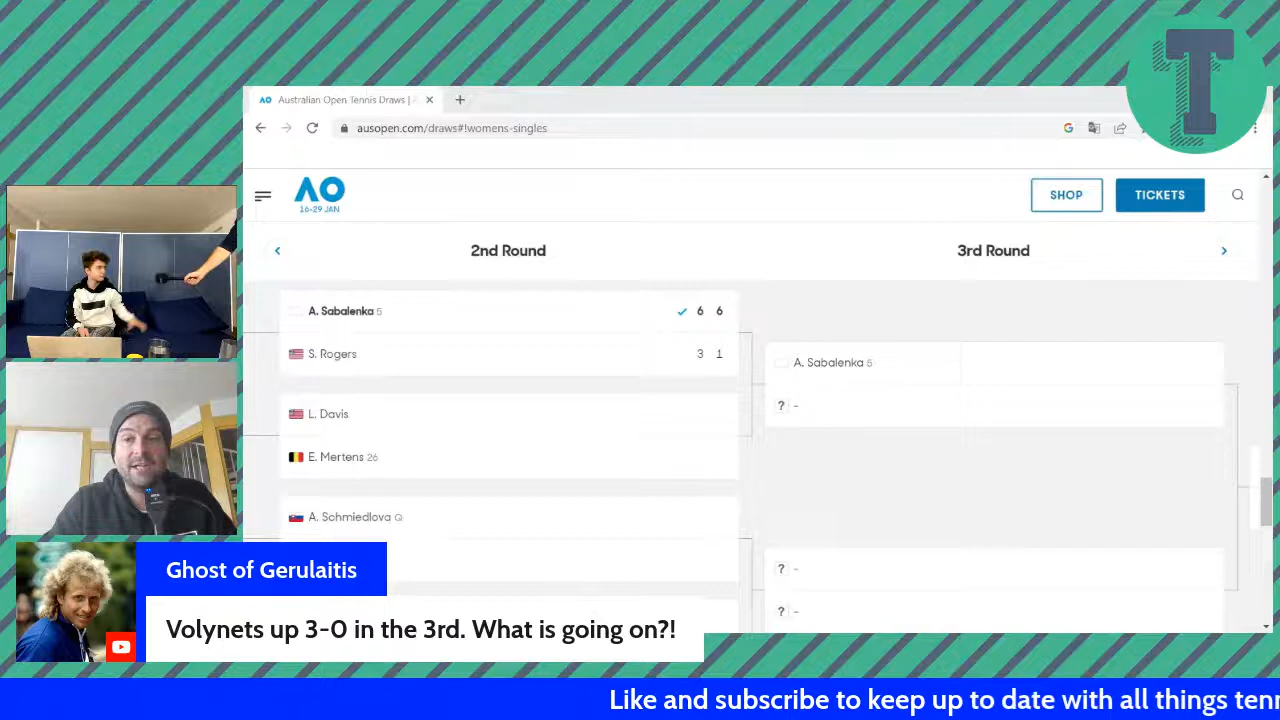 T
AO Australian Open Tennis Draws |
ausopen.com/draws#!womens-singles
AO
16-29 JAN
SHOP
TICKETS
2nd Round
3rd Round
A. Sabalenka 5
6 6
S. Rogers
3 1
A. Sabalenka 5
? -
L. Davis
E. Mertens 26
A. Schmiedlova Q
? -
? -
Ghost of Gerulaitis
Volynets up 3-0 in the 3rd. What is going on?!
Like and subscribe to keep up to date with all things tenn